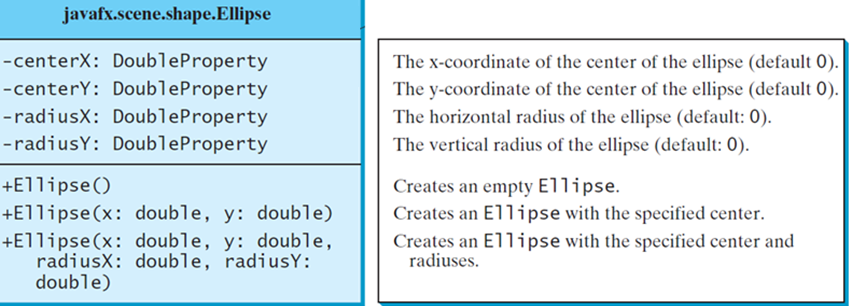 javafx.scene.shape.Ellipse
-centerX: DoubleProperty
-centerY: DoubleProperty
-radiusX: DoubleProperty
-radiusY: DoubleProperty
+Ellipse()
+Ellipse(x: double, y: double)
+Ellipse(x: double, y: double,
radiusX: double, radiusY:
double)
The x-coordinate of the center of the ellipse (default 0).
The y-coordinate of the center of the ellipse (default 0).
The horizontal radius of the ellipse (default: 0).
The vertical radius of the ellipse (default: 0).
Creates an empty Ellipse.
Creates an Ellipse with the specified center.
Creates an Ellipse with the specified center and
radiuses.